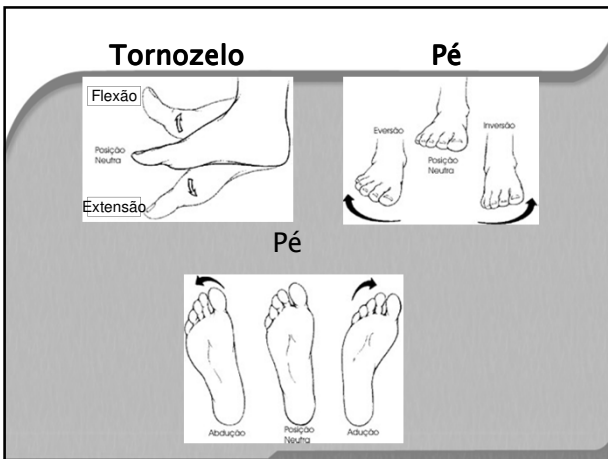 Tornozelo
Pé
Flexão
Posição
Neutra
Extensão
Eversão
Posição
Neutra
Inversão
Pé
Abdução
Posição
Neutra
Adução